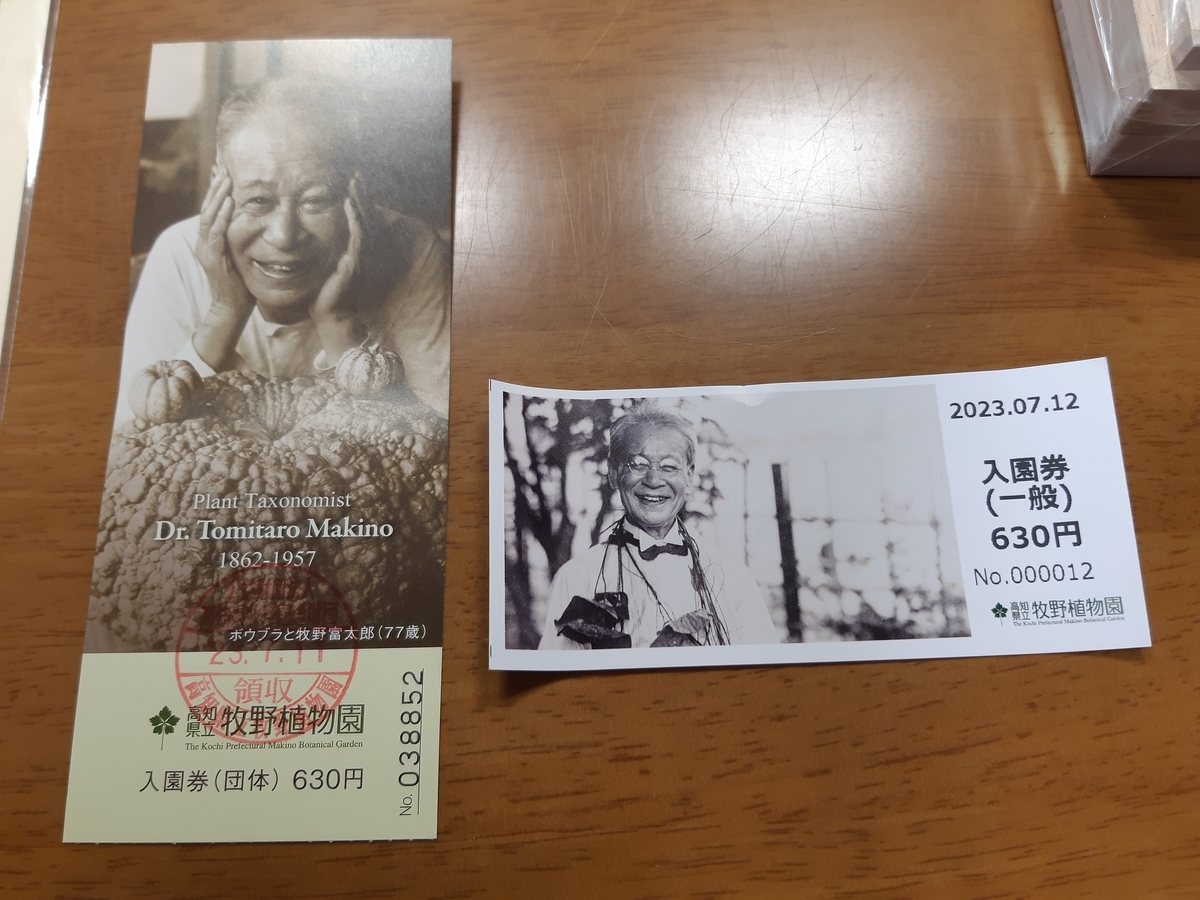 Plant Taxonomist
Dr. Tomitaro Makino
1862-1957
ボウブラと牧野富太郎(77歳)
23.7.11
領収
高知県立 牧野植物園
The Kochi Prefectural Makino Botanical Garden
入園券(団体) 630円
No. 038852
2023.07.12
入園券
(一般)
630円
No.000012
高知県立 牧野植物園
The Kochi Prefectural Makino Botanical Garden